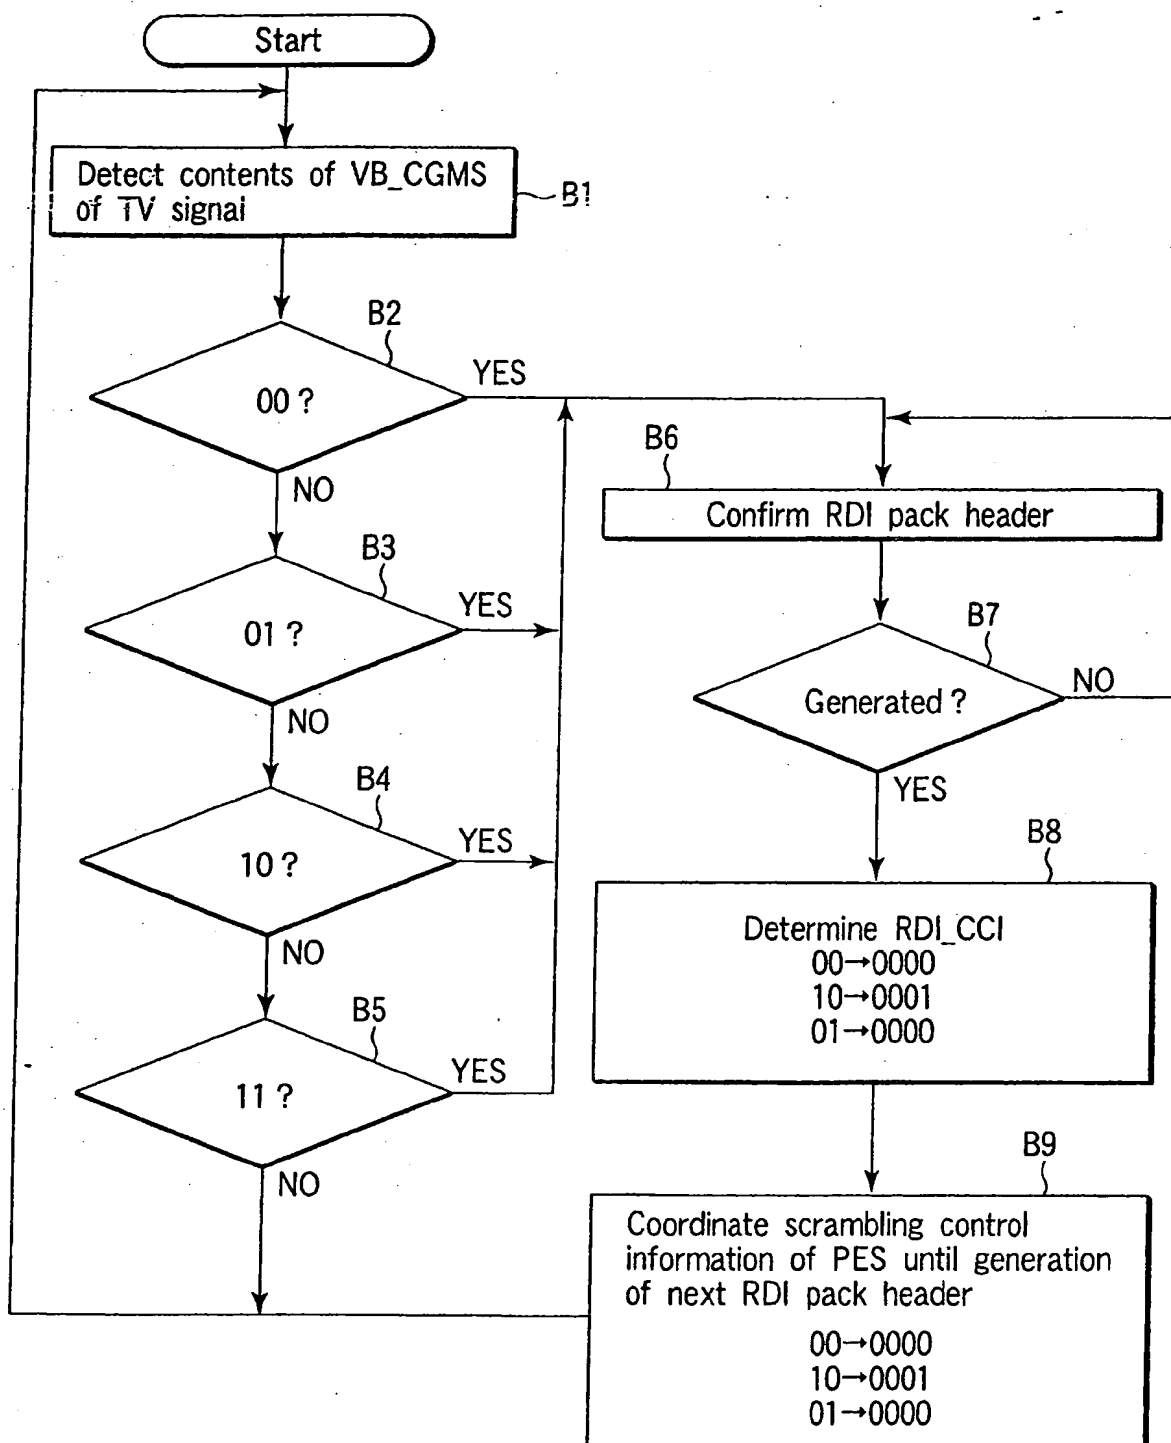 Start
Detect contents of VB_CGMS
of TV signal
B1
B2
00 ?
YES
NO
B3
01 ?
YES
NO
B4
10 ?
YES
NO
B5
11 ?
YES
NO
B6
Confirm RDI pack header
B7
Generated ?
NO
YES
B8
Determine RDI_CCI
00→0000
10→0001
01→0000
B9
Coordinate scrambling control
information of PES until generation
of next RDI pack header
00→0000
10→0001
01→0000